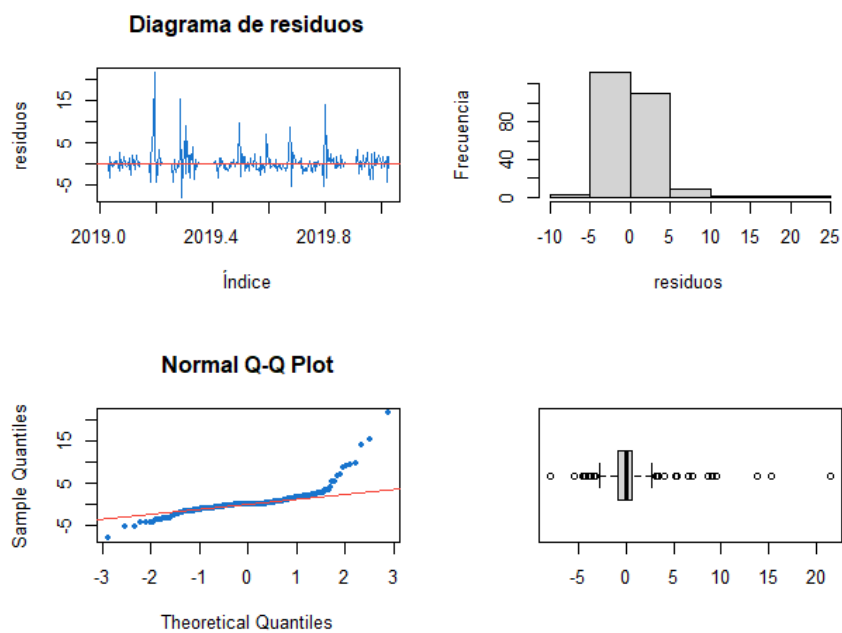 Diagrama de residuos
residuos
-5 5 15
2019.0 2019.4 2019.8
Índice
Frecuencia
0 40 80
-10 -5 0 5 10 15 20 25
residuos
Normal Q-Q Plot
Sample Quantiles
-5 5 15
-3 -2 -1 0 1 2 3
Theoretical Quantiles
-5 0 5 10 15 20